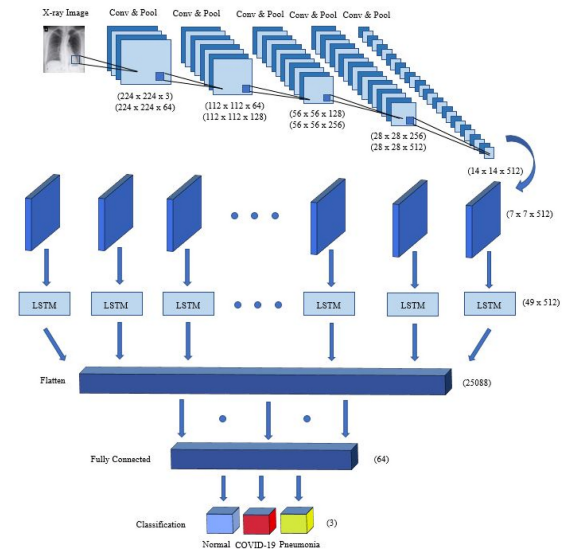 X-ray Image
Conv & Pool
Conv & Pool
Conv & Pool
Conv & Pool
Conv & Pool
(224 x 224 x 3)
(224 x 224 x 64)
(112 x 112 x 64)
(112 x 112 x 128)
(56 x 56 x 128)
(56 x 56 x 256)
(28 x 28 x 256)
(28 x 28 x 512)
(14 x 14 x 512)
(7 x 7 x 512)
LSTM
LSTM
LSTM
LSTM
LSTM
LSTM
(49 x 512)
Flatten
(25088)
Fully Connected
(64)
Classification
(3)
Normal
COVID-19
Pneumonia